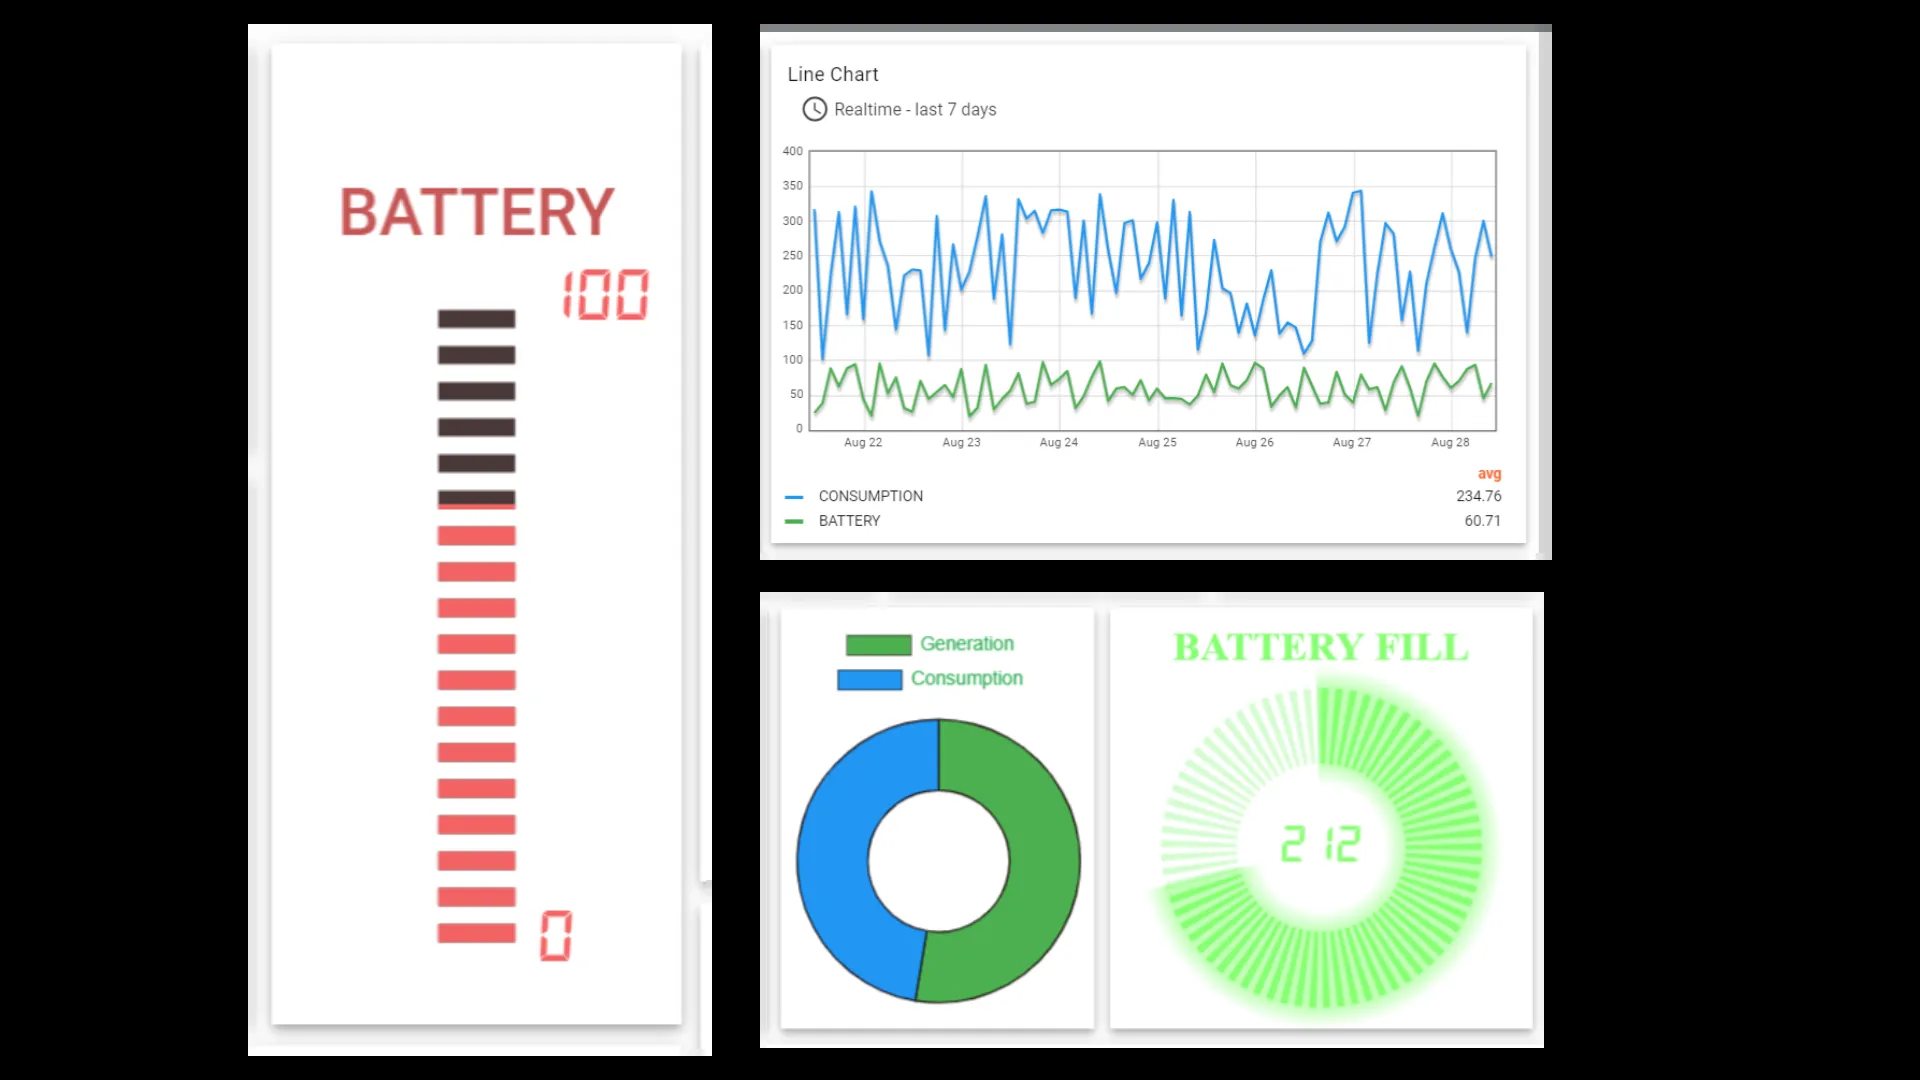 BATTERY
100
0
Line Chart
Realtime - last 7 days
400
350
300
250
200
150
100
50
0
Aug 22 Aug 23 Aug 24 Aug 25 Aug 26 Aug 27 Aug 28
avg
CONSUMPTION 234.76
BATTERY 60.71
Generation
Consumption
BATTERY FILL
212